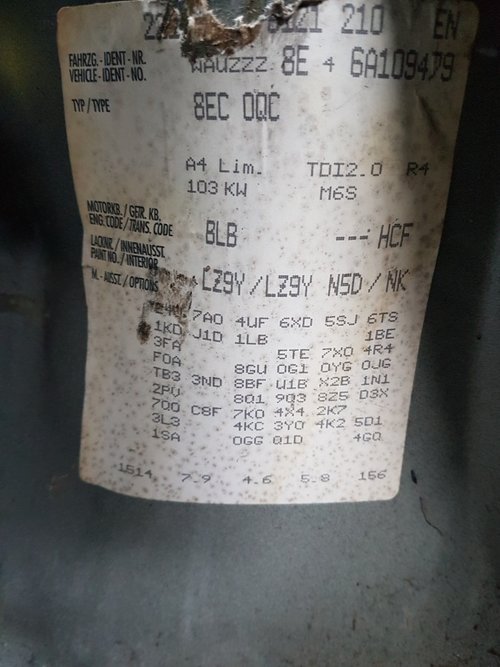 210 EN
FAHRZG.-IDENT-NR.
VEHICLE-IDENT-NO.
WAUZZZ 8E 4 6A109479
TYP/TYPE
8EC 0QC
A4 Lim. TDI2.0 R4
103 KW M6S
MOTORKB./GETR.KB.
ENG.CODE/TRANS.CODE
BLB --- HCF
LACKNR./INNENAUSST.
PAINT NO./INTERIOR
LZ9Y/LZ9Y N5D/NK
M.-AUSST./OPTIONS
7A0 4UF 6XD 5SJ 6TS
1KD J1D 1LB 1BE
3FA 5TE 7X0 4R4
F0A 8GU 0G1 0YG 0JG
TB3 3ND 8BF U1B X2B 1N1
2PU 801 9Q3 8Z5 D3X
700 C8F 7K0 4X4 2K7
3L3 4KC 3Y0 4K2 5D1
1SA 0GG Q1D 4GQ
1514 7.9 4.6 5.8 156